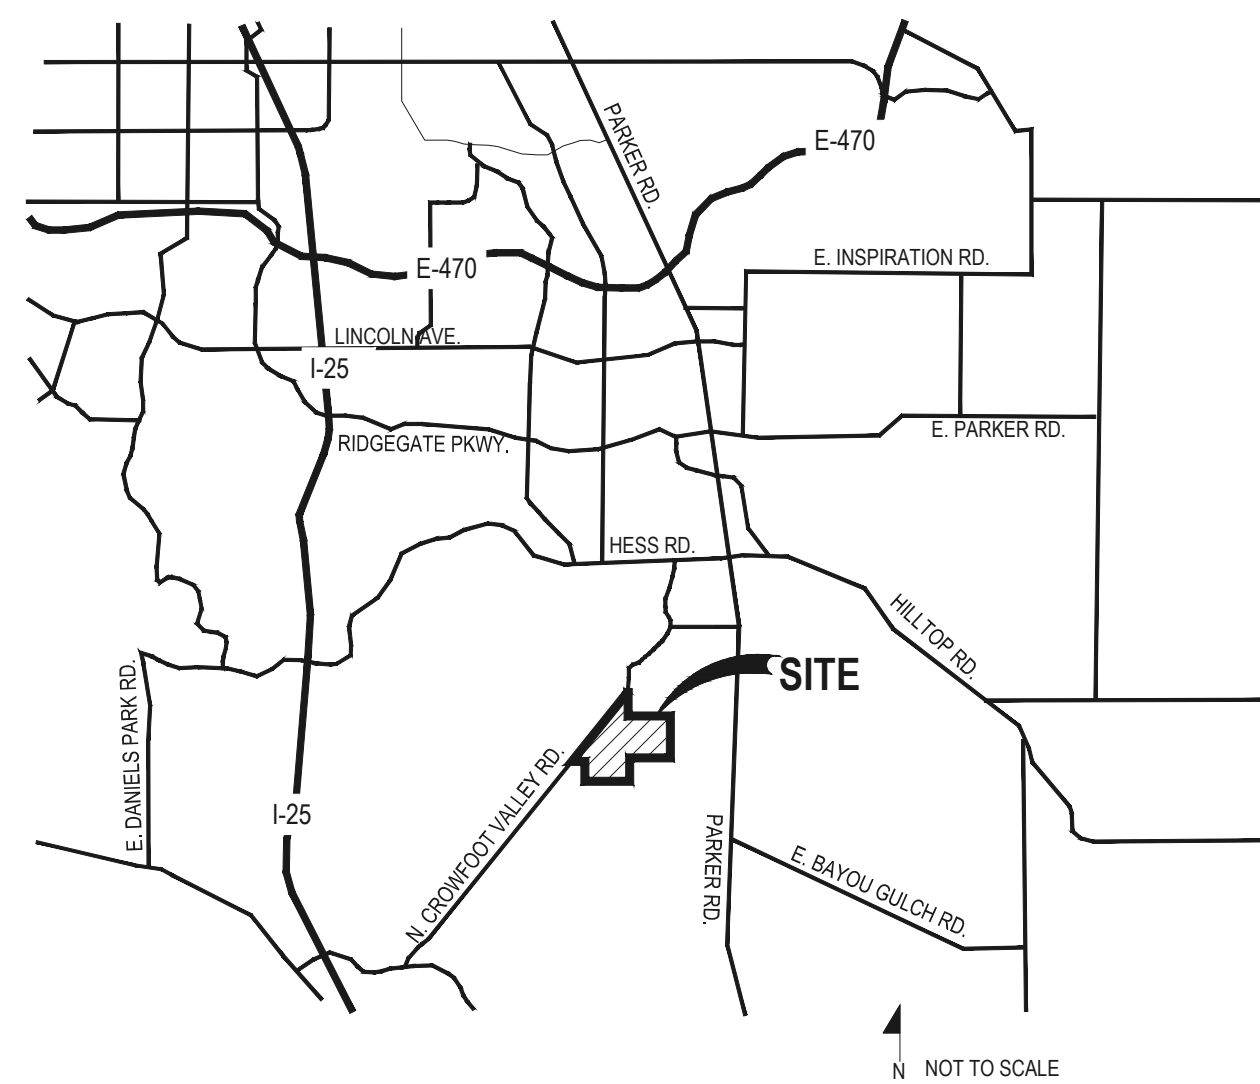 PARKER RD.
E-470
E. INSPIRATION RD.
E-470
LINCOLN AVE.
I-25
E. PARKER RD.
RIDGEGATE PKWY.
HESS RD.
HILLTOP RD.
SITE
E. DANIELS PARK RD.
N. CROWFOOT VALLEY RD.
I-25
PARKER RD.
E. BAYOU GULCH RD.
N
NOT TO SCALE